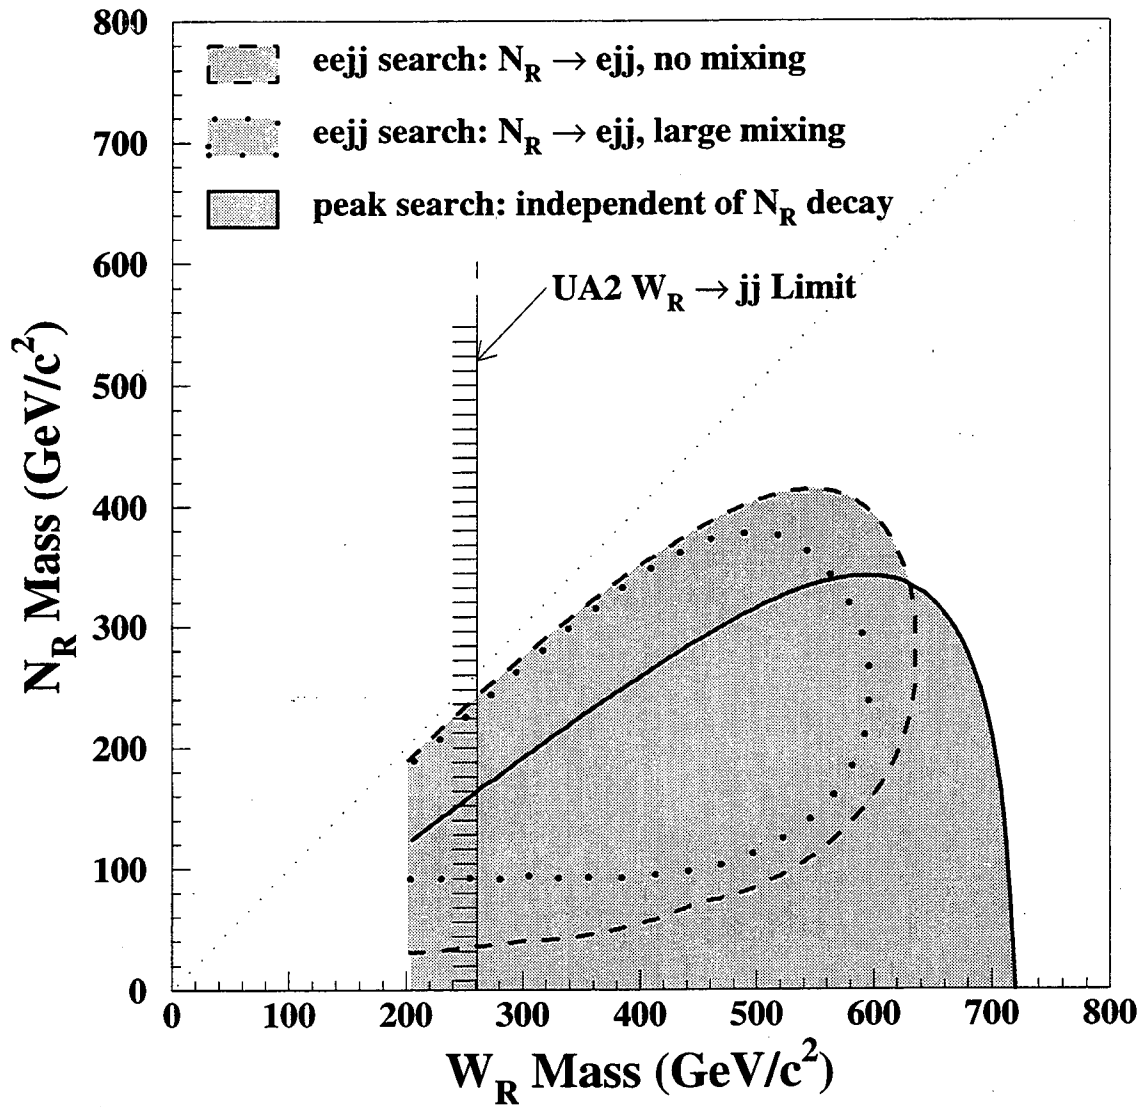 800
700
600
500
400
300
200
100
0
N_R Mass (GeV/c²)
eejj search: N_R → ejj, no mixing
eejj search: N_R → ejj, large mixing
peak search: independent of N_R decay
UA2 W_R → jj Limit
0 100 200 300 400 500 600 700 800
W_R Mass (GeV/c²)